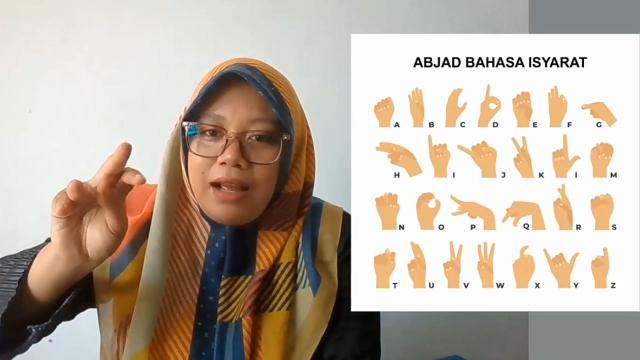 ABJAD BAHASA ISYARAT
A B C D E F G
H I J K L M
N O P Q R S
T U V W X Y Z